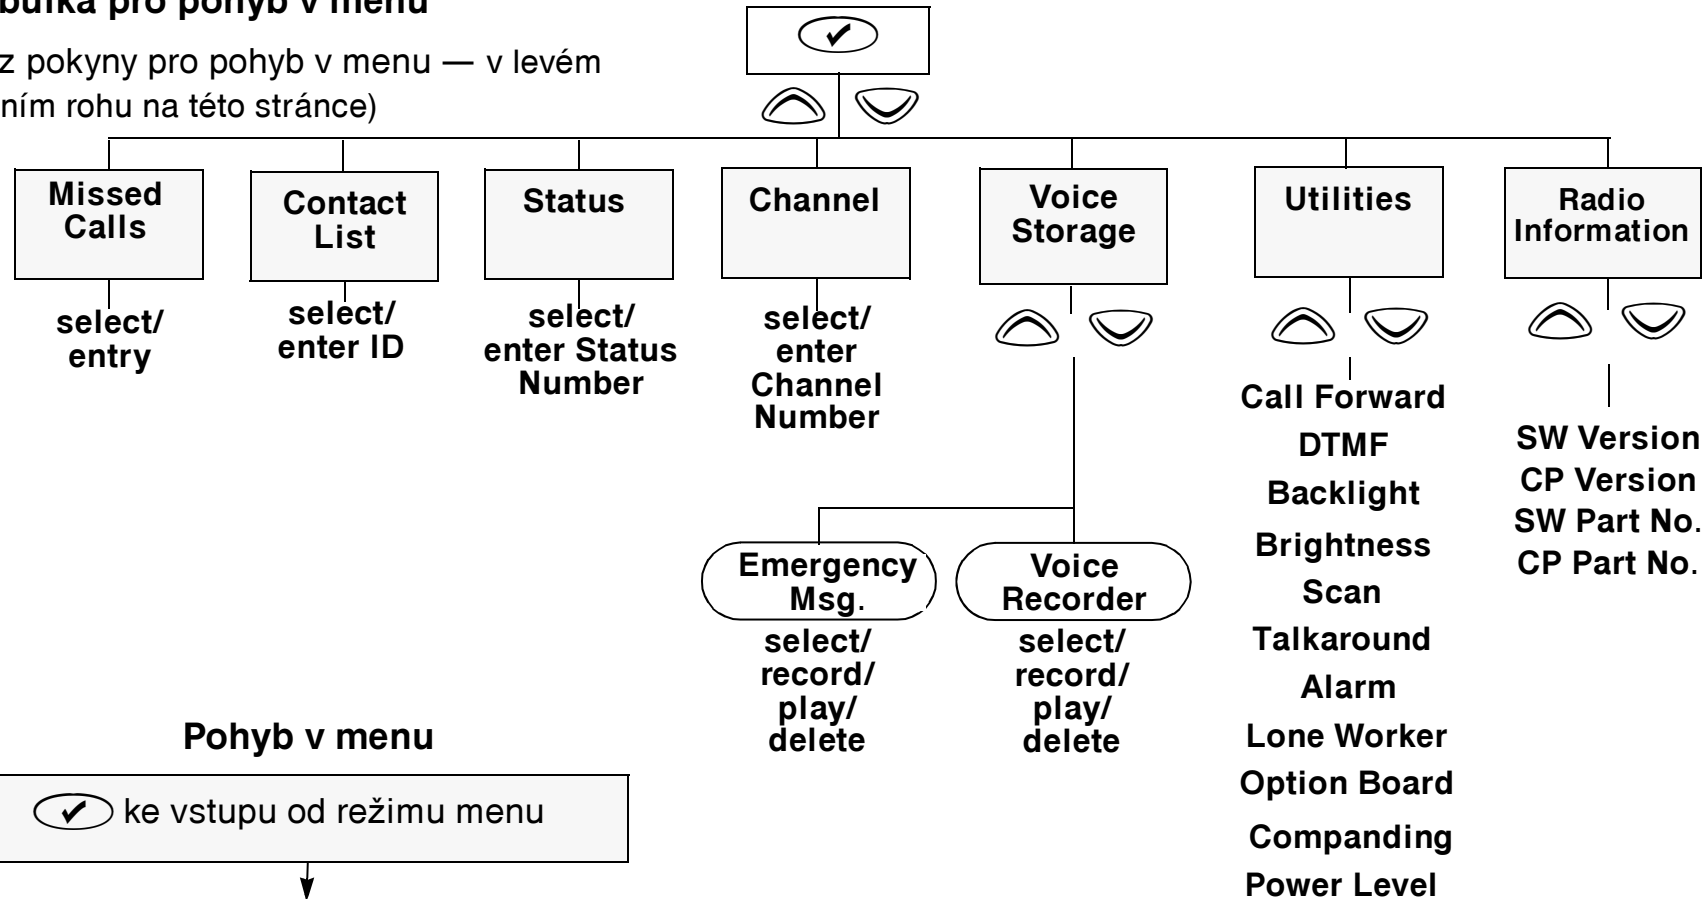 pro pohyb v menu
pokyny pro pohyb v menu — v levém
rohu na této stránce)
Missed
Calls
select/
entry
Contact
List
select/
enter ID
Status
select/
enter Status
Number
Channel
select/
enter
Channel
Number
Voice
Storage
Emergency
Msg.
select/
record/
play/
delete
Voice
Recorder
select/
record/
play/
delete
Utilities
Call Forward
DTMF
Backlight
Brightness
Scan
Talkaround
Alarm
Lone Worker
Option Board
Companding
Power Level
Radio
Information
SW Version
CP Version
SW Part No.
CP Part No.
Pohyb v menu
ke vstupu od režimu menu